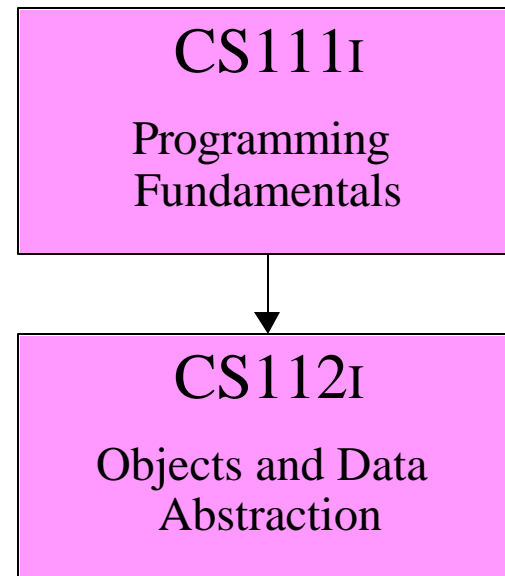 CS111I
Programming
Fundamentals
CS112I
Objects and Data
Abstraction